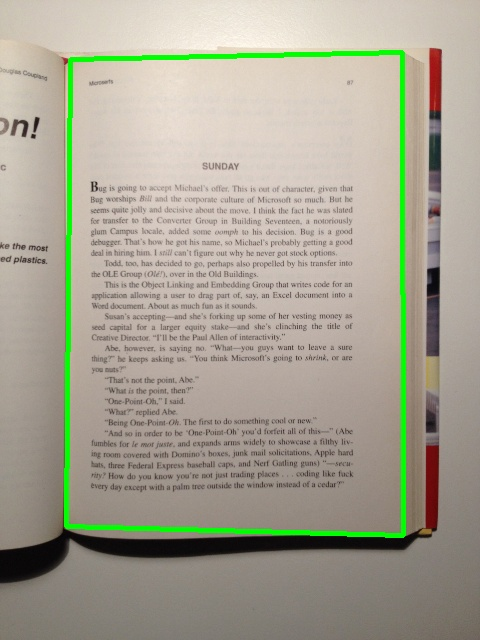 Douglas Coupland
on!
C
ke the most
ed plastics.
Microserfs
97
SUNDAY
Bug is going to accept Michael's offer. This is out of character, given that
Bug worships Bill and the corporate culture of Microsoft so much. But he
seems quite jolly and decisive about the move. I think the fact he was slated
for transfer to the Converter Group in Building Seventeen, a notoriously
glum Campus locale, added some oomph to his decision. Bug is a good
debugger. That's how he got his name, so Michael's probably getting a good
deal in hiring him. I still can't figure out why he never got stock options.
Todd, too, has decided to go, perhaps also propelled by his transfer into
the OLE Group (Olé!), over in the Old Buildings.
This is the Object Linking and Embedding Group that writes code for an
application allowing a user to drag part of, say, an Excel document into a
Word document. About as much fun as it sounds.
Susan's accepting—and she's forking up some of her vesting money as
seed capital for a larger equity stake—and she's clinching the title of
Creative Director. "I'll be the Paul Allen of interactivity."
Abe, however, is saying no. "What—you guys want to leave a sure
thing?" he keeps asking us. "You think Microsoft's going to shrink, or are
you nuts?"
"That's not the point, Abe."
"What is the point, then?"
"One-Point-Oh," I said.
"What?" replied Abe.
"Being One-Point-Oh. The first to do something cool or new."
"And so in order to be 'One-Point-Oh' you'd forfeit all of this—" (Abe
fumbles for le mot juste, and expands arms widely to showcase a filthy liv-
ing room covered with Domino's boxes, junk mail solicitations, Apple hard
hats, three Federal Express baseball caps, and Nerf Gatling guns) "—secu-
rity? How do you know you're not just trading places . . . coding like fuck
every day except with a palm tree outside the window instead of a cedar?"